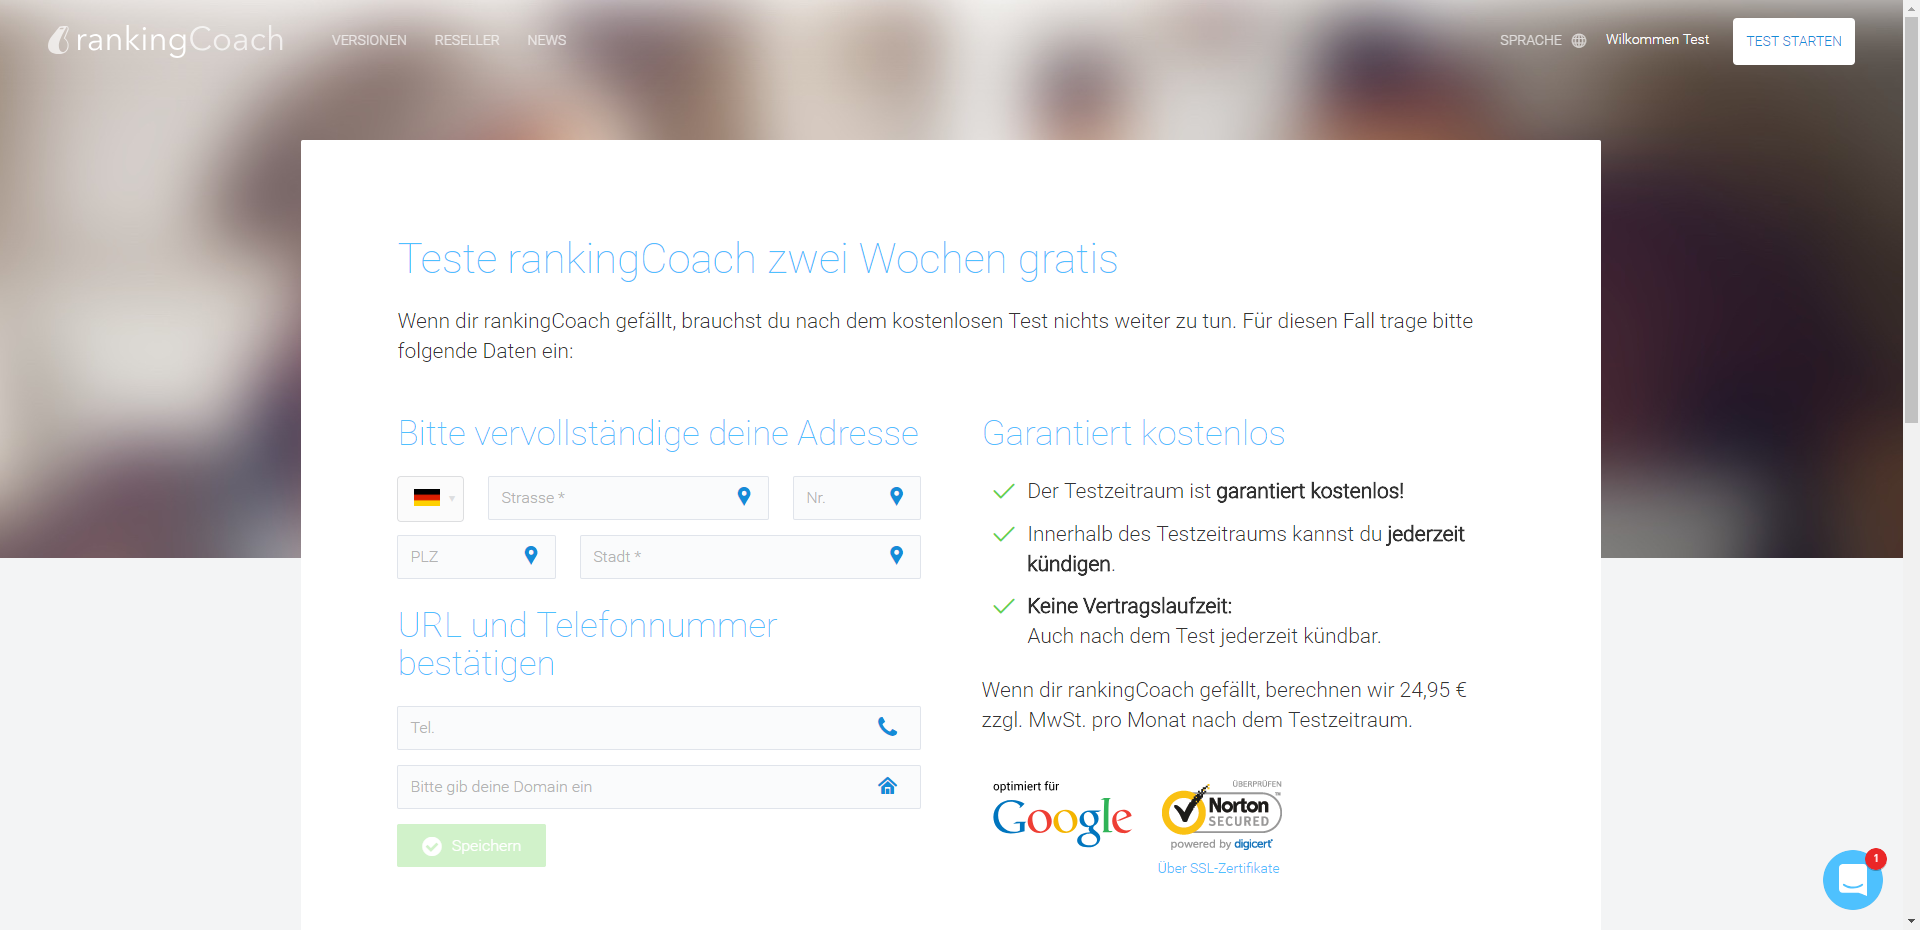 rankingCoach
VERSIONEN
RESELLER
NEWS
SPRACHE
Wilkommen Test
TEST STARTEN
Teste rankingCoach zwei Wochen gratis
Wenn dir rankingCoach gefällt, brauchst du nach dem kostenlosen Test nichts weiter zu tun. Für diesen Fall trage bitte
folgende Daten ein:
Bitte vervollständige deine Adresse
Strasse *
Nr.
PLZ
Stadt *
URL und Telefonnummer
bestätigen
Tel.
Bitte gib deine Domain ein
Speichern
Garantiert kostenlos
Der Testzeitraum ist garantiert kostenlos!
Innerhalb des Testzeitraums kannst du jederzeit
kündigen.
Keine Vertragslaufzeit:
Auch nach dem Test jederzeit kündbar.
Wenn dir rankingCoach gefällt, berechnen wir 24,95 €
zzgl. MwSt. pro Monat nach dem Testzeitraum.
optimiert für
Google
ÜBERPRÜFEN
Norton
SECURED
powered by digicert
Über SSL-Zertifikate
1